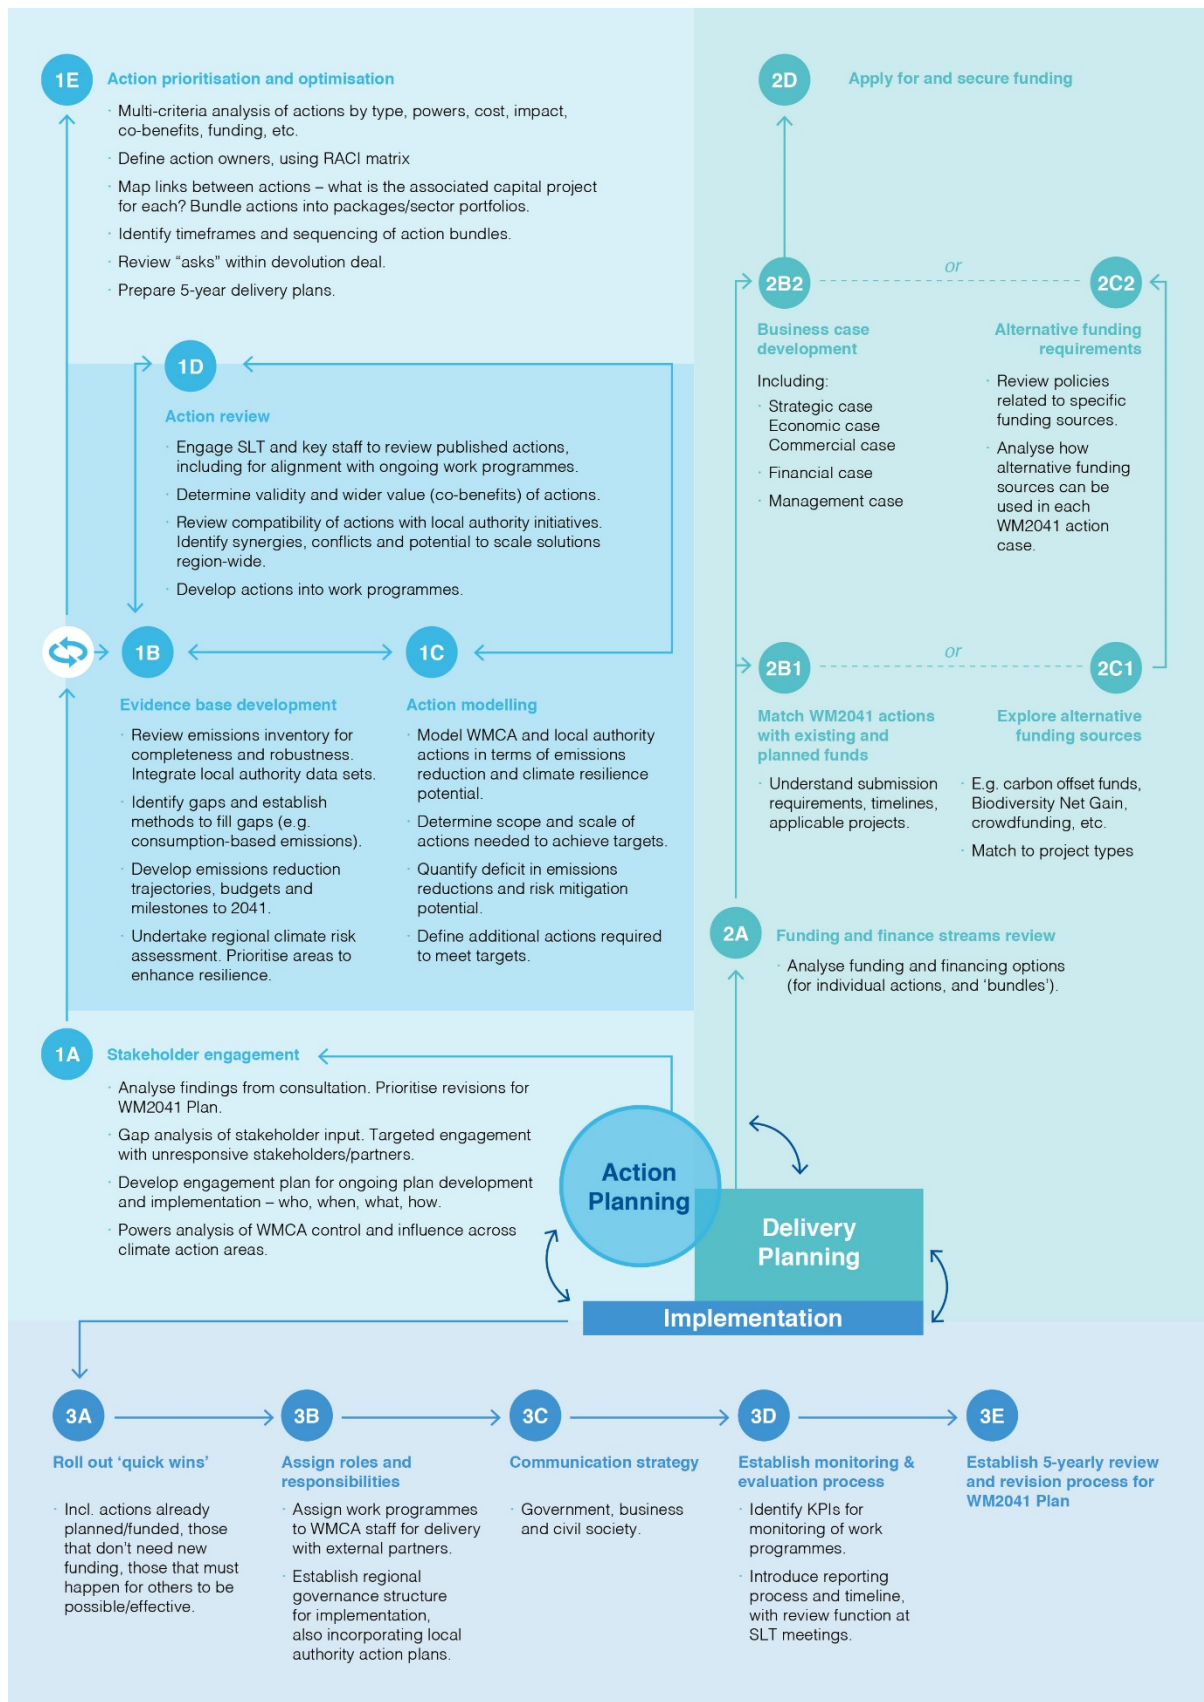 1E
Action prioritisation and optimisation
· Multi-criteria analysis of actions by type, powers, cost, impact,
co-benefits, funding, etc.
· Define action owners, using RACI matrix
· Map links between actions – what is the associated capital project
for each? Bundle actions into packages/sector portfolios.
· Identify timeframes and sequencing of action bundles.
· Review “asks” within devolution deal.
· Prepare 5-year delivery plans.
1D
Action review
· Engage SLT and key staff to review published actions,
including for alignment with ongoing work programmes.
· Determine validity and wider value (co-benefits) of actions.
· Review compatibility of actions with local authority initiatives.
Identify synergies, conflicts and potential to scale solutions
region-wide.
· Develop actions into work programmes.
1B
Evidence base development
· Review emissions inventory for
completeness and robustness.
Integrate local authority data sets.
· Identify gaps and establish
methods to fill gaps (e.g.
consumption-based emissions).
· Develop emissions reduction
trajectories, budgets and
milestones to 2041.
· Undertake regional climate risk
assessment. Prioritise areas to
enhance resilience.
1C
Action modelling
· Model WMCA and local authority
actions in terms of emissions
reduction and climate resilience
potential.
· Determine scope and scale of
actions needed to achieve targets.
· Quantify deficit in emissions
reductions and risk mitigation
potential.
· Define additional actions required
to meet targets.
1A
Stakeholder engagement
· Analyse findings from consultation. Prioritise revisions for
WM2041 Plan.
· Gap analysis of stakeholder input. Targeted engagement
with unresponsive stakeholders/partners.
· Develop engagement plan for ongoing plan development
and implementation – who, when, what, how.
· Powers analysis of WMCA control and influence across
climate action areas.
2D
Apply for and secure funding
2B2
or
2C2
Business case
development
Including:
· Strategic case
Economic case
Commercial case
· Financial case
· Management case
Alternative funding
requirements
· Review policies
related to specific
funding sources.
· Analyse how
alternative funding
sources can be
used in each
WM2041 action
case.
2B1
or
2C1
Match WM2041 actions
with existing and
planned funds
· Understand submission
requirements, timelines,
applicable projects.
Explore alternative
funding sources
· E.g. carbon offset funds,
Biodiversity Net Gain,
crowdfunding, etc.
· Match to project types
2A
Funding and finance streams review
· Analyse funding and financing options
(for individual actions, and ‘bundles’).
Action
Planning
Delivery
Planning
Implementation
3A
Roll out ‘quick wins’
· Incl. actions already
planned/funded, those
that don’t need new
funding, those that must
happen for others to be
possible/effective.
3B
Assign roles and
responsibilities
· Assign work programmes
to WMCA staff for delivery
with external partners.
· Establish regional
governance structure
for implementation,
also incorporating local
authority action plans.
3C
Communication strategy
· Government, business
and civil society.
3D
Establish monitoring &
evaluation process
· Identify KPIs for
monitoring of work
programmes.
· Introduce reporting
process and timeline,
with review function at
SLT meetings.
3E
Establish 5-yearly review
and revision process for
WM2041 Plan